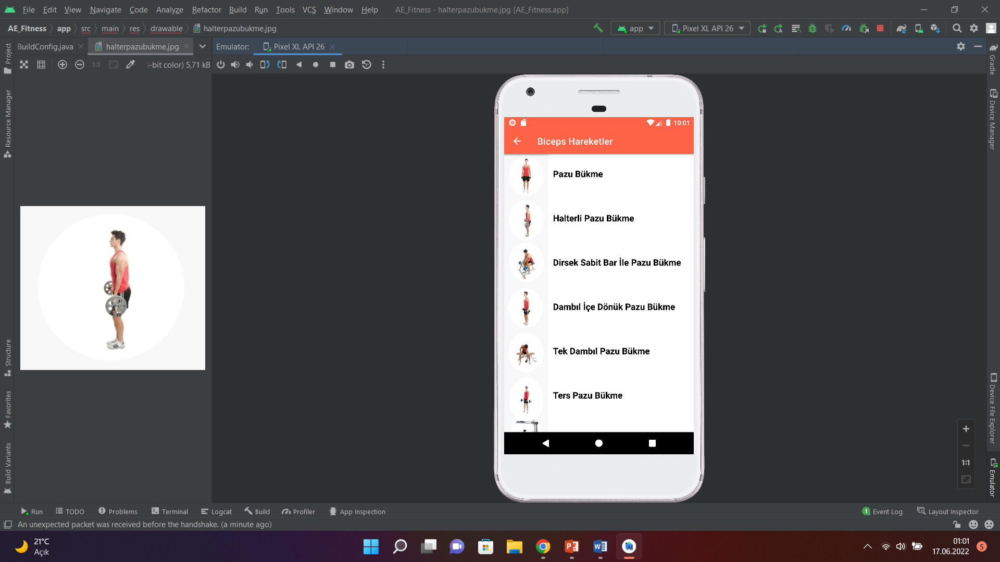 File Edit View Navigate Code Analyze Refactor Build Run Tools VCS Window Help AE_Fitness - halterpazubukme.jpg [AE_Fitness.app]
AE_Fitness app src main res drawable halterpazubukme.jpg app Pixel XL API 26
BuildConfig.java halterpazubukme.jpg Emulator: Pixel XL API 26
1:1 -bit color) 5,71 kB
Project
Resource Manager
Structure
Favorites
Build Variants
10:01
Biceps Hareketler
Pazu Bükme
Halterli Pazu Bükme
Dirsek Sabit Bar İle Pazu Bükme
Dambıl İçe Dönük Pazu Bükme
Tek Dambıl Pazu Bükme
Ters Pazu Bükme
Gradle
Device Manager
Device File Explorer
Emulator
1:1
Run TODO Problems Terminal Logcat Build Profiler App Inspection 1 Event Log Layout Inspector
An unexpected packet was received before the handshake. (a minute ago)
21°C
Açık
01:01
17.06.2022
5